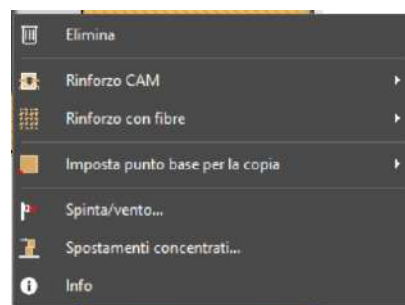 Elimina
Rinforzo CAM
Rinforzo con fibre
Imposta punto base per la copia
Spinta/vento...
Spostamenti concentrati...
Info